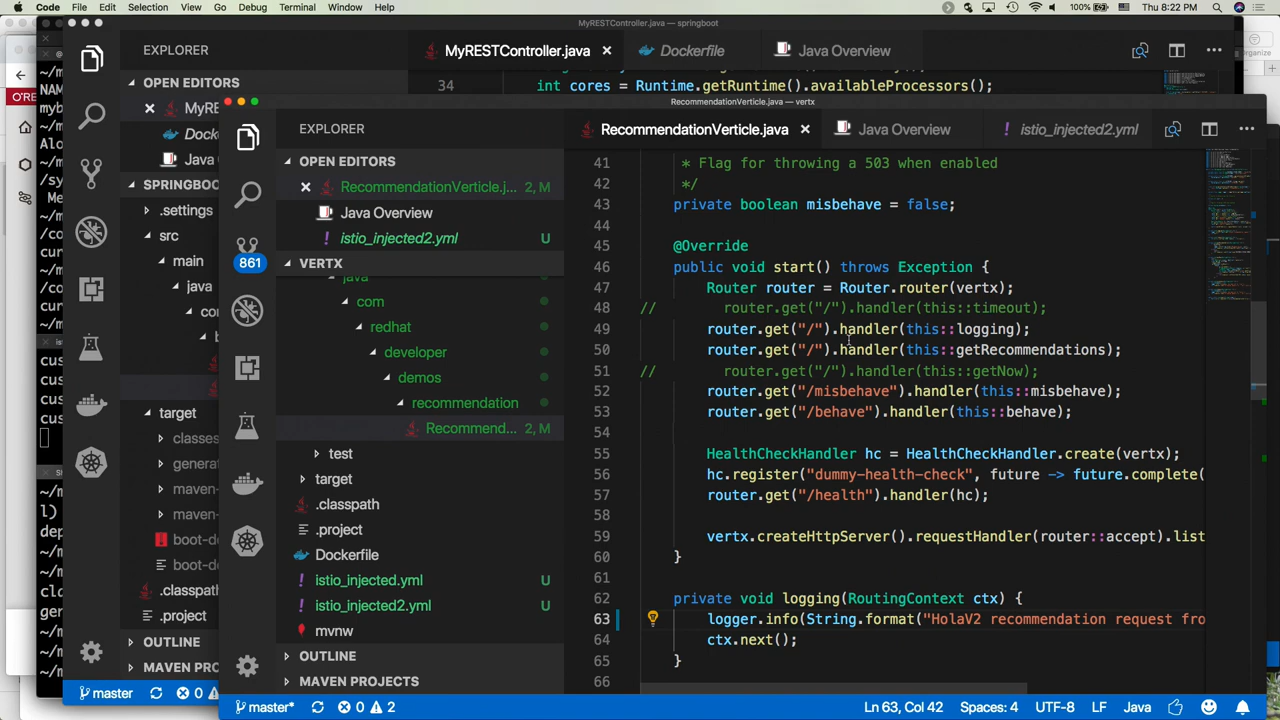 Code File Edit Selection View Go Debug Terminal Window Help 100% Thu 8:22 PM
MyRESTController.java — springboot
EXPLORER
MyRESTController.java × Dockerfile Java Overview ···
OPEN EDITORS
34 int cores = Runtime.getRuntime().availableProcessors();
× MyRE
Dock
Java
SPRINGBOO
.settings
src
main
java
target
classes
.classpath
.project
OUTLINE
MAVEN PRO
master 0
RecommendationVerticle.java — vertx
EXPLORER
RecommendationVerticle.java × Java Overview istio_injected2.yml ···
OPEN EDITORS
× RecommendationVerticle.j... 2, M
Java Overview
istio_injected2.yml
861
VERTX
java
com
redhat
developer
demos
recommendation
Recommend... 2, M
test
target
.classpath
.project
Dockerfile
istio_injected.yml U
istio_injected2.yml U
mvnw
OUTLINE
MAVEN PROJECTS
41 * Flag for throwing a 503 when enabled
42 */
43 private boolean misbehave = false;
44
45 @Override
46 public void start() throws Exception {
47 Router router = Router.router(vertx);
48 // router.get("/").handler(this::timeout);
49 router.get("/").handler(this::logging);
50 router.get("/").handler(this::getRecommendations);
51 // router.get("/").handler(this::getNow);
52 router.get("/misbehave").handler(this::misbehave);
53 router.get("/behave").handler(this::behave);
54
55 HealthCheckHandler hc = HealthCheckHandler.create(vertx);
56 hc.register("dummy-health-check", future -> future.complete(
57 router.get("/health").handler(hc);
58
59 vertx.createHttpServer().requestHandler(router::accept).list
60 }
61
62 private void logging(RoutingContext ctx) {
63 logger.info(String.format("HolaV2 recommendation request fro
64 ctx.next();
65 }
66
master* 0 2 Ln 63, Col 42 Spaces: 4 UTF-8 LF Java